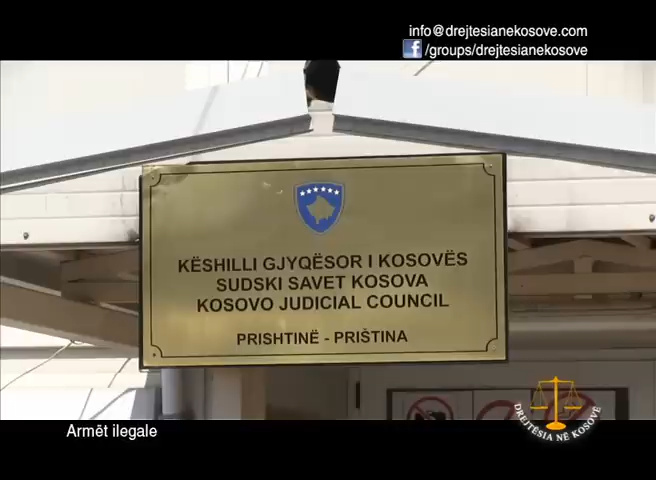 info@drejtesianekosove.com
f /groups/drejtesianekosove
KËSHILLI GJYQËSOR I KOSOVËS
SUDSKI SAVET KOSOVA
KOSOVO JUDICIAL COUNCIL
PRISHTINË - PRIŠTINA
DREJTËSIA NË KOSOVË
Armët ilegale